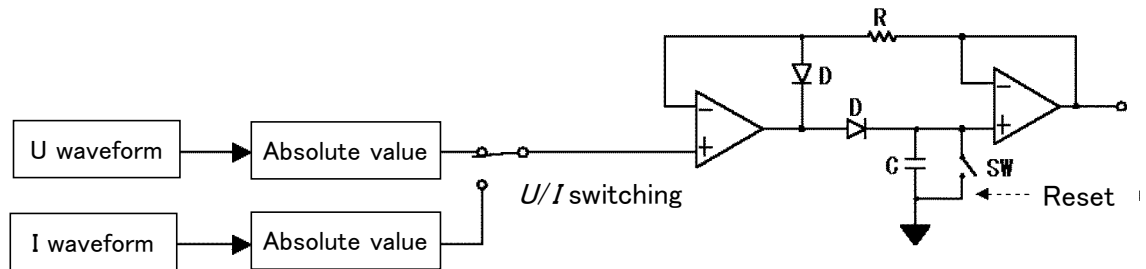 R
D
D
−
+
−
+
C
SW
U waveform
Absolute value
U/I switching
Reset
I waveform
Absolute value